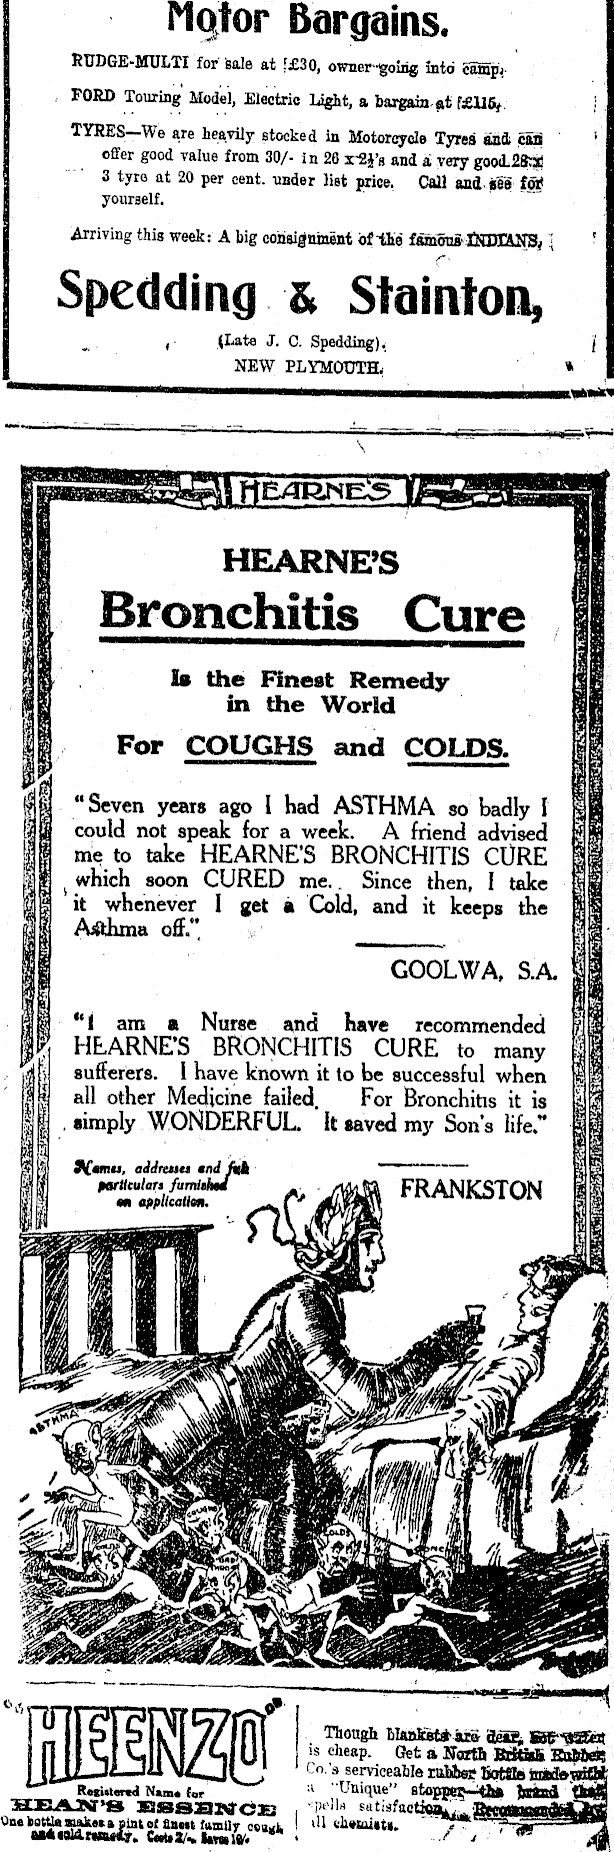 Motor Bargains.
RUDGE-MULTI for sale at £30, owner going into camp.
FORD Touring Model, Electric Light, a bargain at £115.
TYRES—We are heavily stocked in Motorcycle Tyres and can
offer good value from 30/- in 26 x 2½'s and a very good 28 x
3 tyre at 20 per cent. under list price. Call and see for
yourself.
Arriving this week: A big consignment of the famous INDIANS,
Spedding & Stainton,
(Late J. C. Spedding).
NEW PLYMOUTH.
HEARNE'S
HEARNE'S
Bronchitis Cure
Is the Finest Remedy
in the World
For COUGHS and COLDS.
"Seven years ago I had ASTHMA so badly I
could not speak for a week. A friend advised
me to take HEARNE'S BRONCHITIS CURE
which soon CURED me. Since then, I take
it whenever I get a Cold, and it keeps the
Asthma off."
GOOLWA, S.A.
"I am a Nurse and have recommended
HEARNE'S BRONCHITIS CURE to many
sufferers. I have known it to be successful when
all other Medicine failed. For Bronchitis it is
simply WONDERFUL. It saved my Son's life."
Names, addresses and full
particulars furnished
on application.
FRANKSTON
ASTHMA
COLDS
COLDS
HEENZO
Registered Name for
HEAN'S ESSENCE
One bottle makes a pint of finest family cough
and cold remedy. Costs 2/-. Saves 10/-
Though blankets are dear, hot water
is cheap. Get a North British Rubber
Co.'s serviceable rubber bottle made with
a "Unique" stopper—the brand that
spells satisfaction. Recommended by
all chemists.